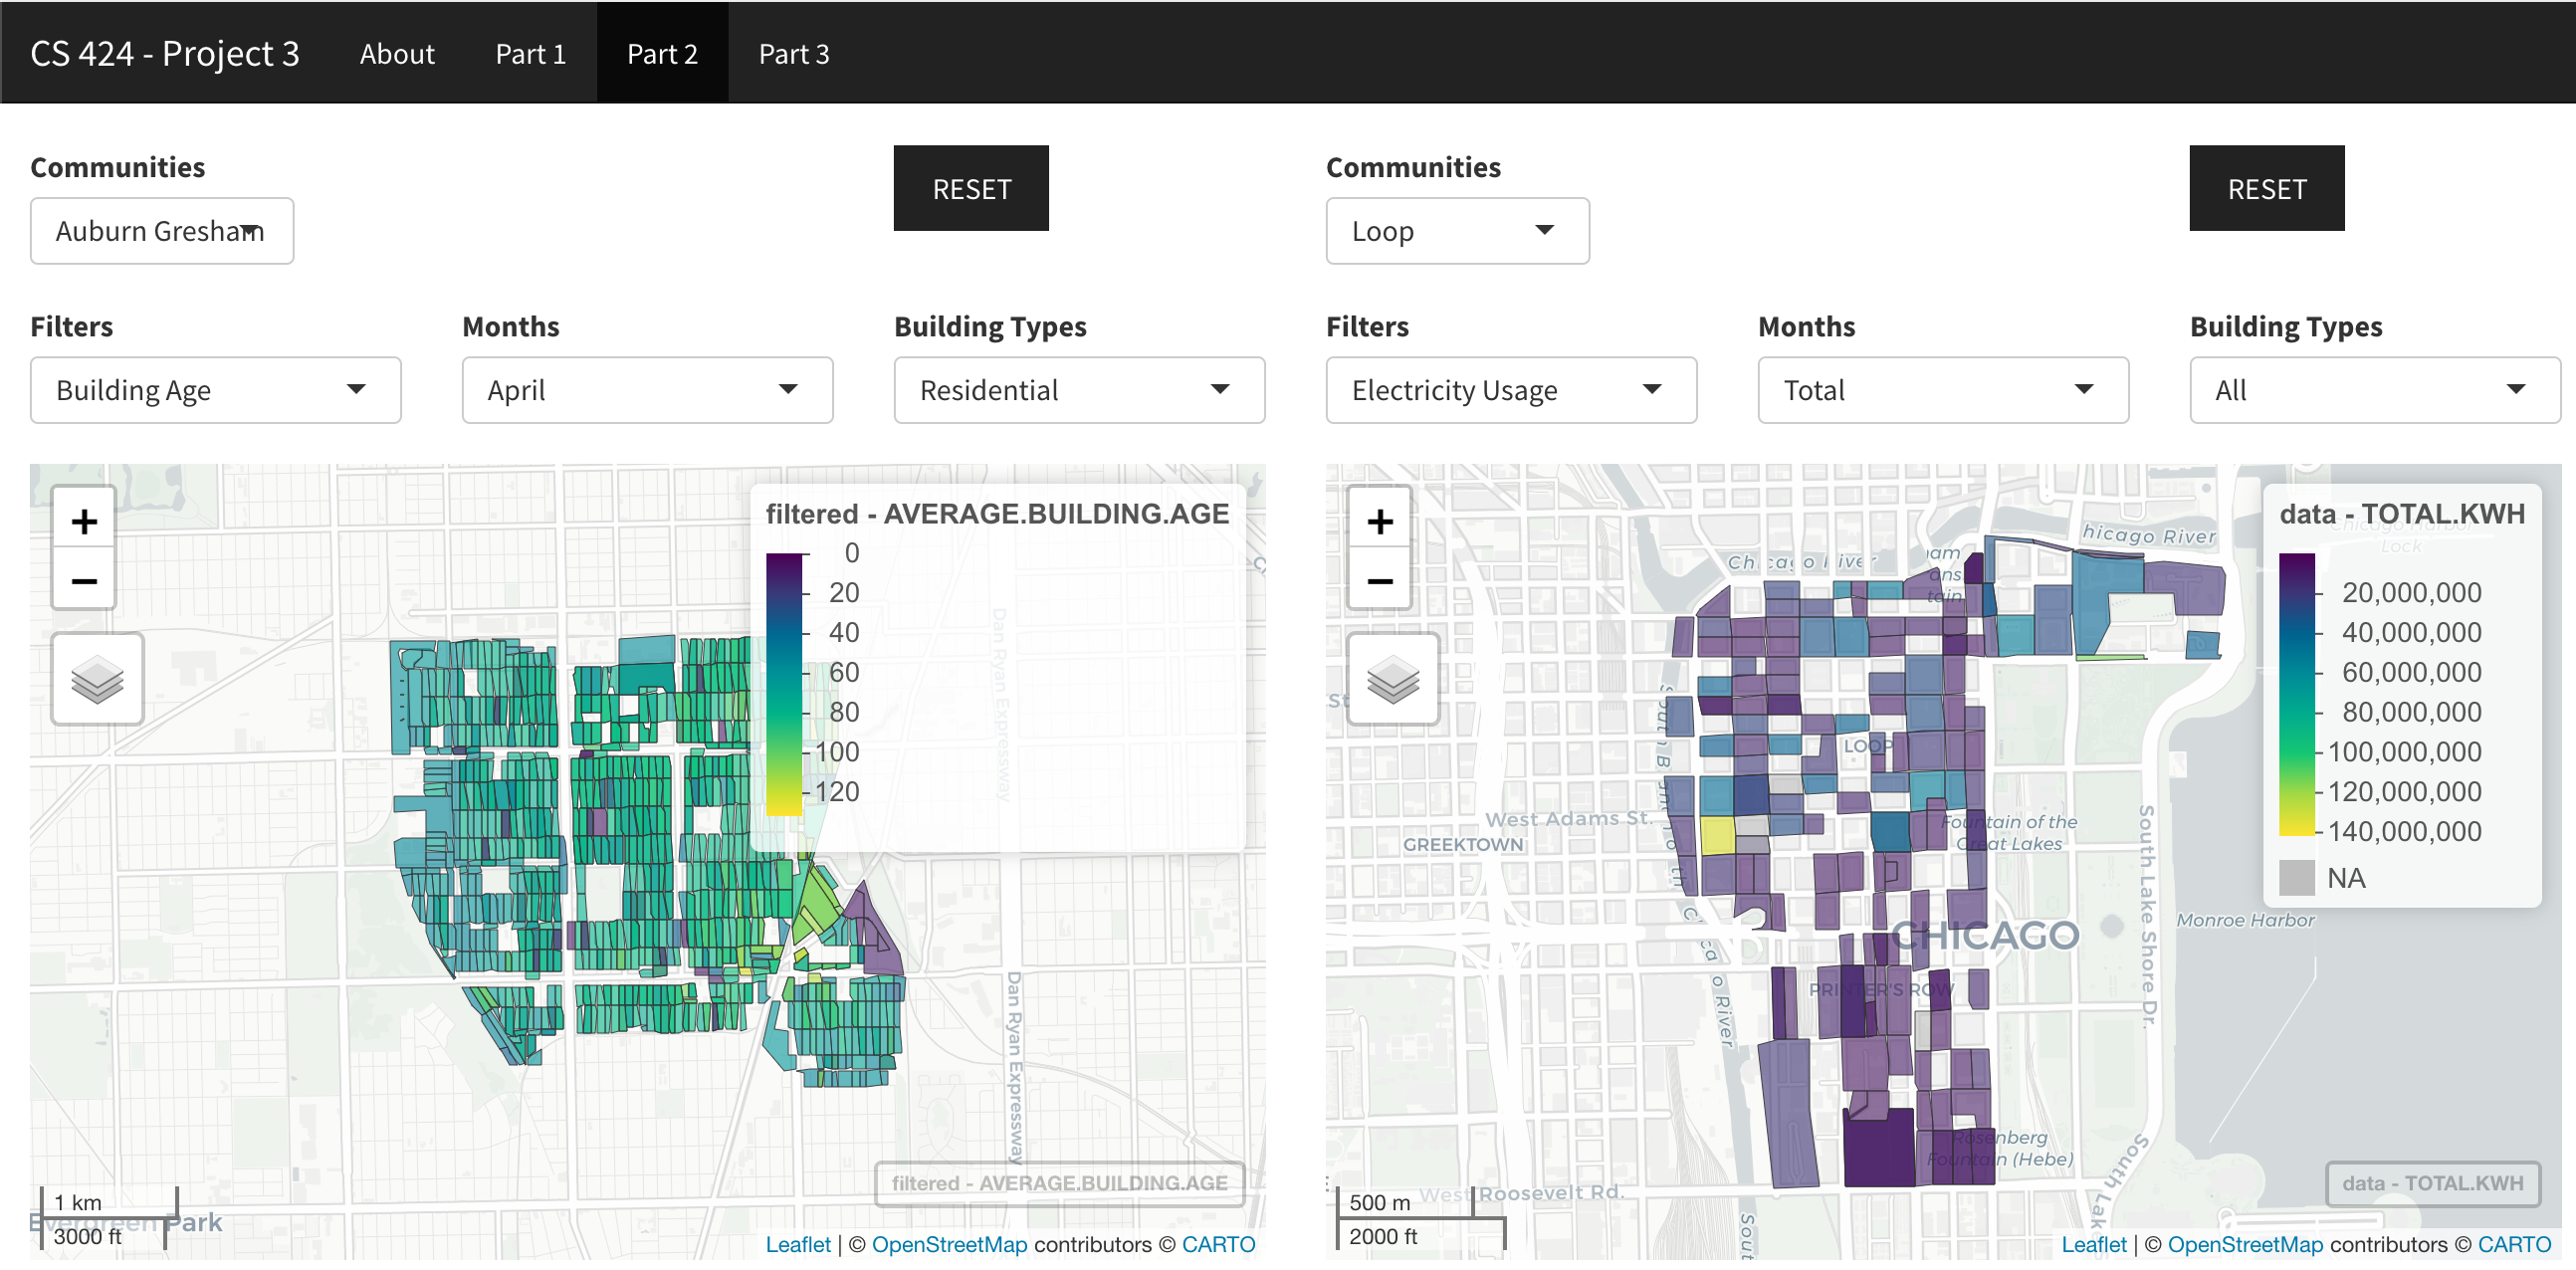 CS 424 - Project 3 About Part 1 Part 2 Part 3
Communities
Auburn Gresham
RESET
Filters Months Building Types
Building Age April Residential
filtered - AVERAGE.BUILDING.AGE
0
20
40
60
80
100
120
+
−
Dan Ryan Expressway
Dan Ryan Expressway
filtered - AVERAGE.BUILDING.AGE
1 km
3000 ft
Evergreen Park
Leaflet | © OpenStreetMap contributors © CARTO
Communities
Loop
RESET
Filters Months Building Types
Electricity Usage Total All
+
−
data - TOTAL.KWH
20,000,000
40,000,000
60,000,000
80,000,000
100,000,000
120,000,000
140,000,000
NA
Chicago River
hicago River
Lock
LOOP
West Adams St.
GREEKTOWN
Fountain of the
Great Lakes
CHICAGO
Monroe Harbor
South Lake Shore Dr.
PRINTER'S ROW
Rosenberg
Fountain (Hebe)
West Roosevelt Rd.
data - TOTAL.KWH
500 m
2000 ft
Leaflet | © OpenStreetMap contributors © CARTO